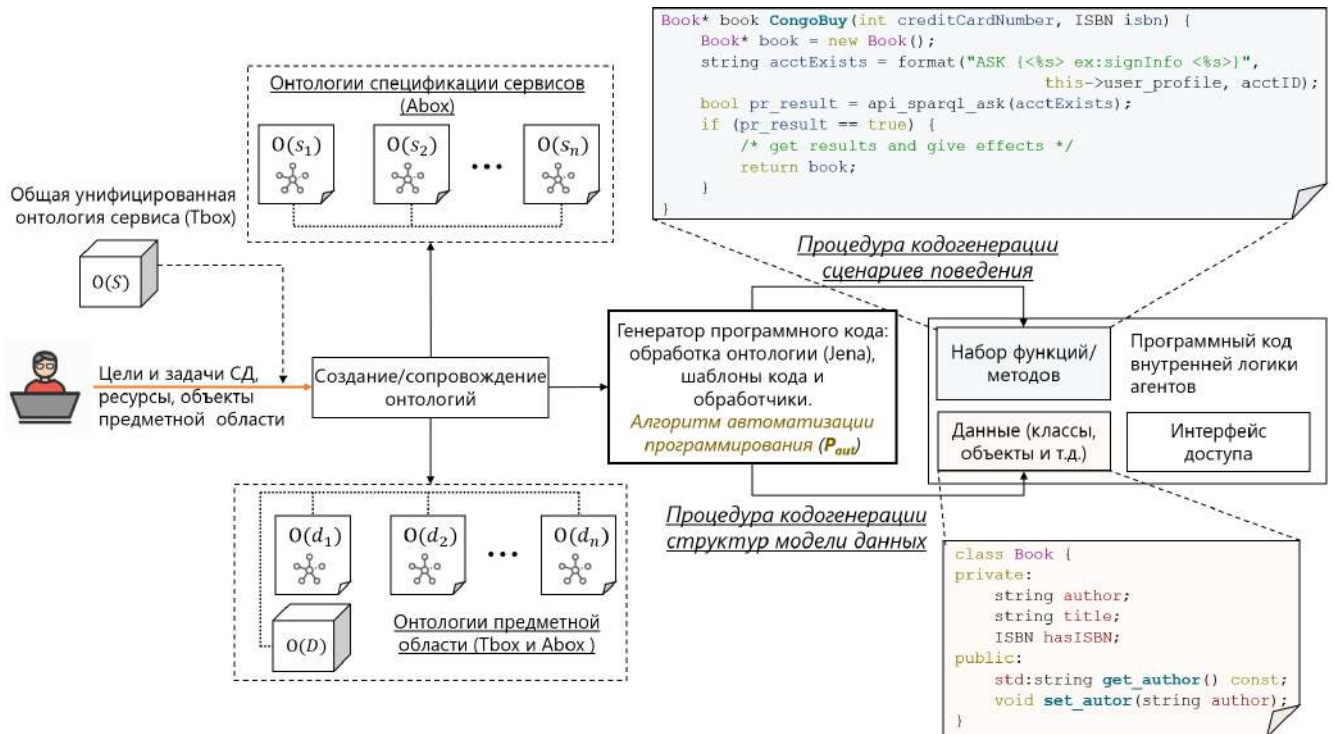 Book* book CongoBuy(int creditCardNumber, ISBN isbn) {
Book* book = new Book();
string acctExists = format("ASK {<%s> ex:signInfo <%s>}",
this->user_profile, acctID);
bool pr_result = api_sparql_ask(acctExists);
if (pr_result == true) {
/* get results and give effects */
return book;
}
}
Онтологии спецификации сервисов
(Abox)
O(s₁)
O(s₂)
•••
O(sₙ)
Общая унифицированная
онтология сервиса (Tbox)
O(S)
Цели и задачи СД,
ресурсы, объекты
предметной области
Создание/сопровождение
онтологий
Процедура кодогенерации
сценариев поведения
Генератор программного кода:
обработка онтологии (Jena),
шаблоны кода и
обработчики.
Алгоритм автоматизации
программирования (P_aut)
Набор функций/
методов
Программный код
внутренней логики
агентов
Данные (классы,
объекты и т.д.)
Интерфейс
доступа
Процедура кодогенерации
структур модели данных
O(d₁)
O(d₂)
•••
O(dₙ)
O(D)
Онтологии предметной
области (Tbox и Abox )
class Book {
private:
string author;
string title;
ISBN hasISBN;
public:
std:string get_author() const;
void set_autor(string author);
}